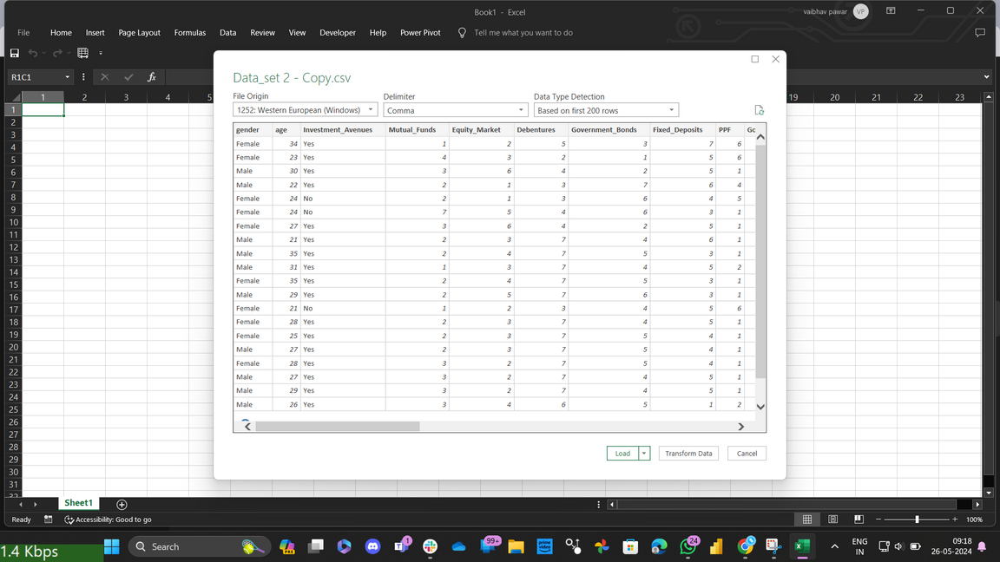 Book1 - Excel
vaibhav pawar VP
File Home Insert Page Layout Formulas Data Review View Developer Help Power Pivot Tell me what you want to do
R1C1 fx
Data_set 2 - Copy.csv
File Origin Delimiter Data Type Detection
1252: Western European (Windows) Comma Based on first 200 rows
1 2 3 4 5 19 20 21 22 23
gender age Investment_Avenues Mutual_Funds Equity_Market Debentures Government_Bonds Fixed_Deposits PPF Gc
Female 34 Yes 1 2 5 3 7 6
Female 23 Yes 4 3 2 1 5 6
Male 30 Yes 3 6 4 2 5 1
Male 22 Yes 2 1 3 7 6 4
Female 24 No 2 1 3 6 4 5
Female 24 No 7 5 4 6 3 1
Female 27 Yes 3 6 4 2 5 1
Male 21 Yes 2 3 7 4 6 1
Male 35 Yes 2 4 7 5 3 1
Male 31 Yes 1 3 7 4 5 2
Female 35 Yes 2 4 7 5 3 1
Male 29 Yes 2 5 7 6 3 1
Female 21 No 1 2 3 4 5 6
Female 28 Yes 2 3 7 4 5 1
Female 25 Yes 2 3 7 5 4 1
Male 27 Yes 2 3 7 5 4 1
Female 28 Yes 3 2 7 5 4 1
Male 27 Yes 3 2 7 4 5 1
Male 29 Yes 3 2 7 4 5 1
Male 26 Yes 3 4 6 5 1 2
Load Transform Data Cancel
1
2
3
4
5
6
7
8
9
10
11
12
13
14
15
16
17
18
19
20
21
22
23
24
25
26
27
28
29
30
31
32
Sheet1
Ready Accessibility: Good to go 100%
1.4 Kbps
Search
PRE
1
99+
prime video
24
ENG
IN
09:18
26-05-2024